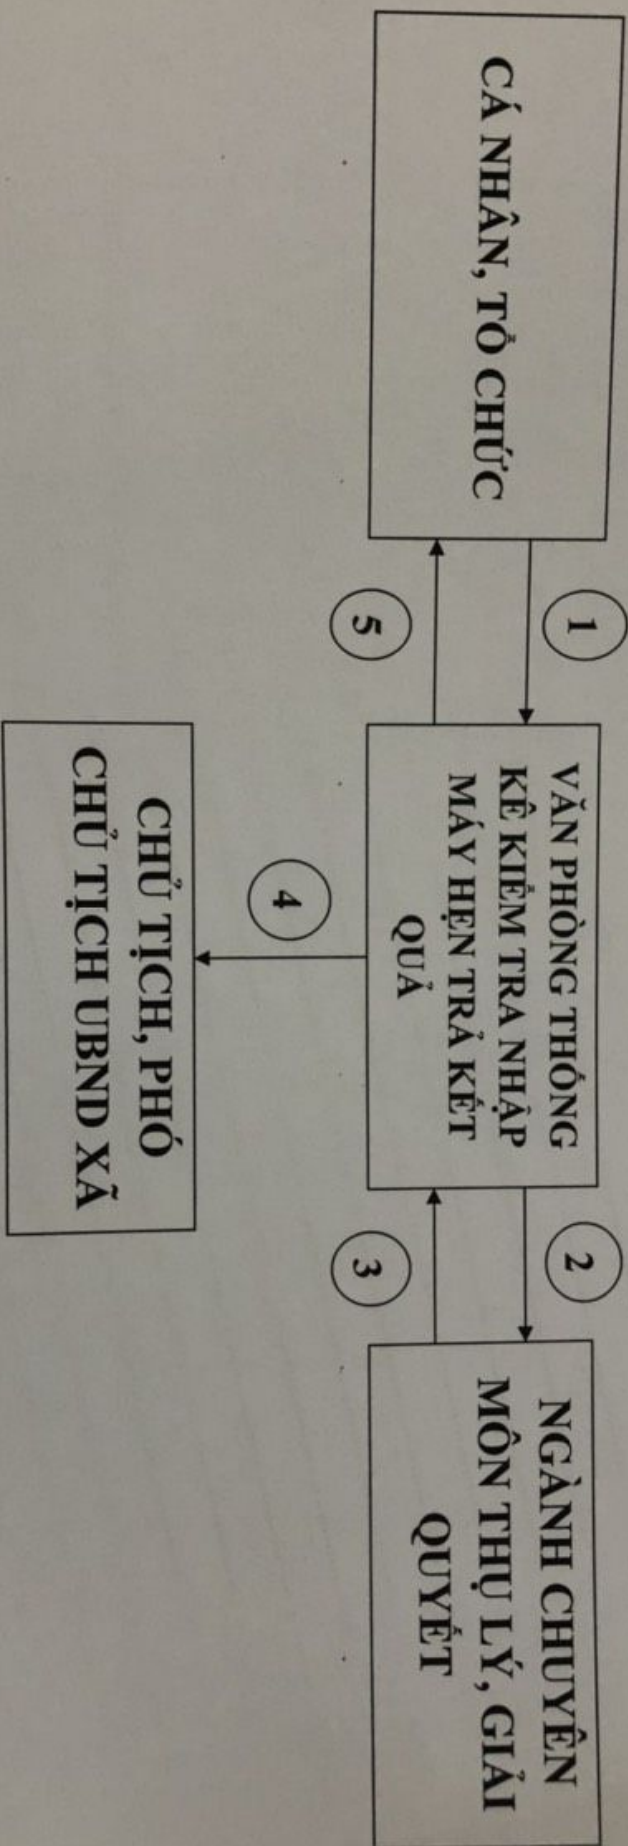 CÁ NHÂN, TỔ CHỨC
1
5
VĂN PHÒNG THỐNG
KÊ KIỂM TRA NHẬP
MÁY HẸN TRẢ KẾT
QUẢ
2
3
NGÀNH CHUYÊN
MÔN THỤ LÝ, GIẢI
QUYẾT
4
CHỦ TỊCH, PHÓ
CHỦ TỊCH UBND XÃ